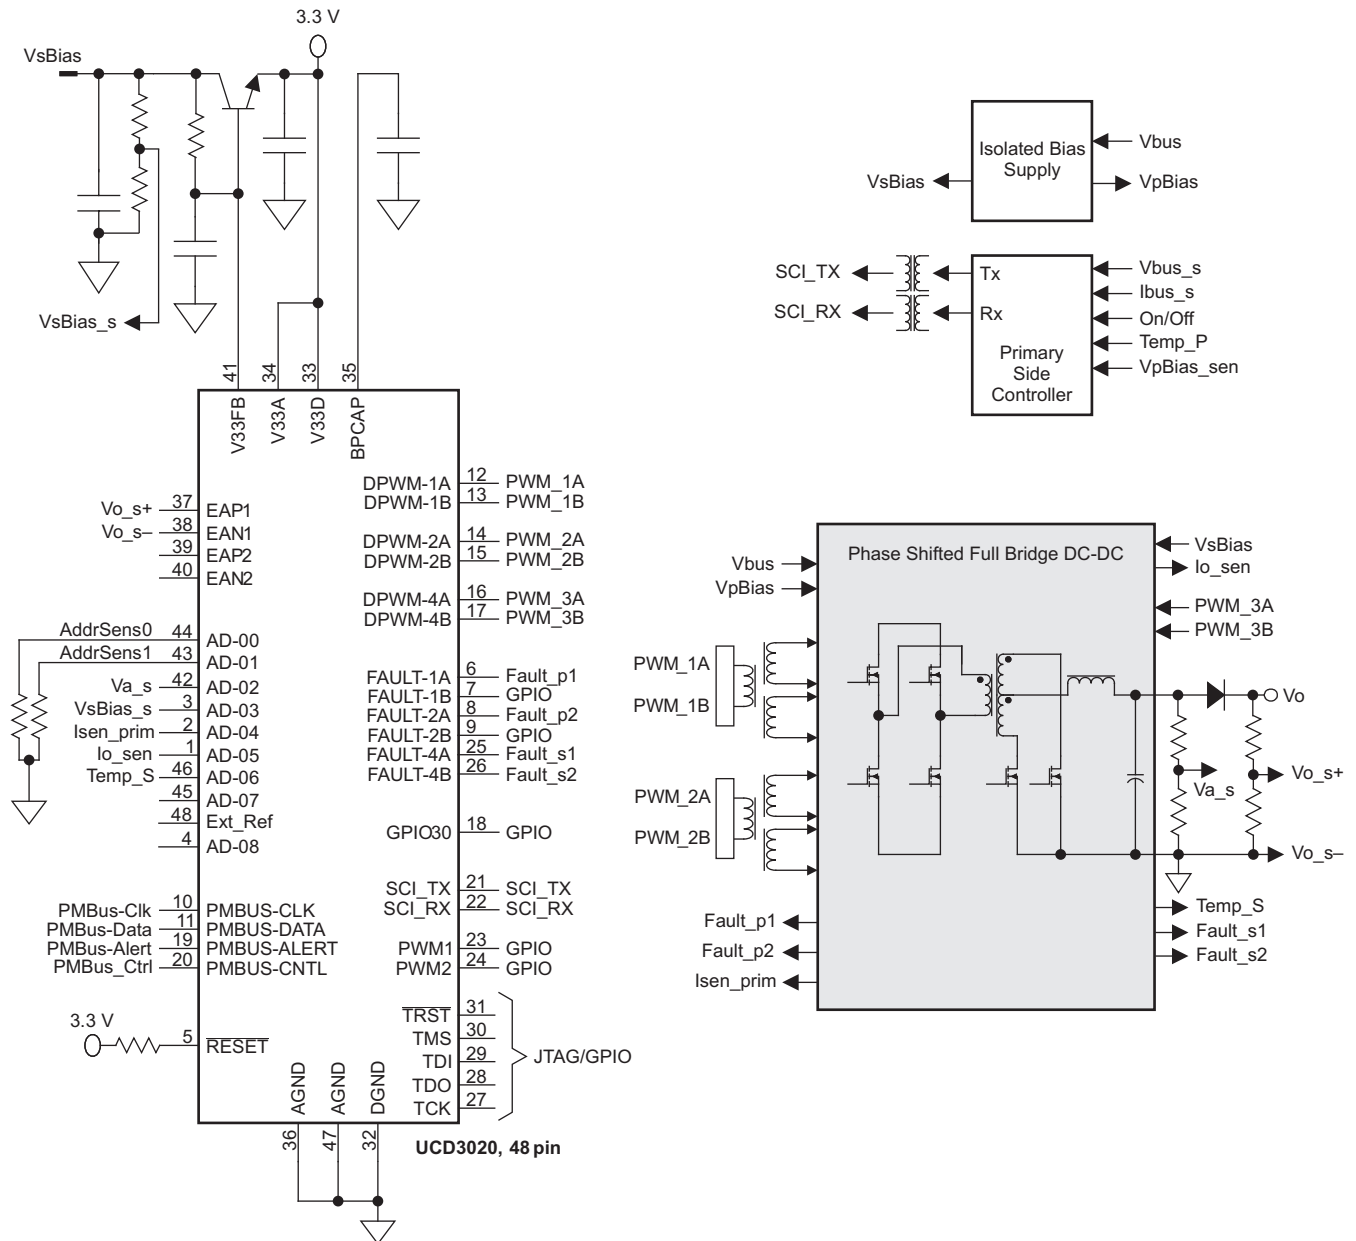 3.3 V
VsBias
VsBias_s
41
34
33
35
V33FB
V33A
V33D
BPCAP
Vo_s+ 37 EAP1
Vo_s– 38 EAN1
39 EAP2
40 EAN2
AddrSens0 44 AD-00
AddrSens1 43 AD-01
Va_s 42 AD-02
VsBias_s 3 AD-03
Isen_prim 2 AD-04
Io_sen 1 AD-05
Temp_S 46 AD-06
45 AD-07
48 Ext_Ref
4 AD-08
PMBus-Clk 10 PMBUS-CLK
PMBus-Data 11 PMBUS-DATA
PMBus-Alert 19 PMBUS-ALERT
PMBus_Ctrl 20 PMBUS-CNTL
3.3 V
5 RESET
DPWM-1A 12 PWM_1A
DPWM-1B 13 PWM_1B
DPWM-2A 14 PWM_2A
DPWM-2B 15 PWM_2B
DPWM-4A 16 PWM_3A
DPWM-4B 17 PWM_3B
FAULT-1A 6 Fault_p1
FAULT-1B 7 GPIO
FAULT-2A 8 Fault_p2
FAULT-2B 9 GPIO
FAULT-4A 25 Fault_s1
FAULT-4B 26 Fault_s2
GPIO30 18 GPIO
SCI_TX 21 SCI_TX
SCI_RX 22 SCI_RX
PWM1 23 GPIO
PWM2 24 GPIO
TRST 31
TMS 30
TDI 29
TDO 28
TCK 27
JTAG/GPIO
AGND
AGND
DGND
36
47
32
UCD3020, 48 pin
Isolated Bias
Supply
Vbus
VsBias
VpBias
SCI_TX
Tx
SCI_RX
Rx
Primary
Side
Controller
Vbus_s
Ibus_s
On/Off
Temp_P
VpBias_sen
Phase Shifted Full Bridge DC-DC
Vbus
VpBias
PWM_1A
PWM_1B
PWM_2A
PWM_2B
Fault_p1
Fault_p2
Isen_prim
VsBias
Io_sen
PWM_3A
PWM_3B
Vo
Vo_s+
Va_s
Vo_s–
Temp_S
Fault_s1
Fault_s2